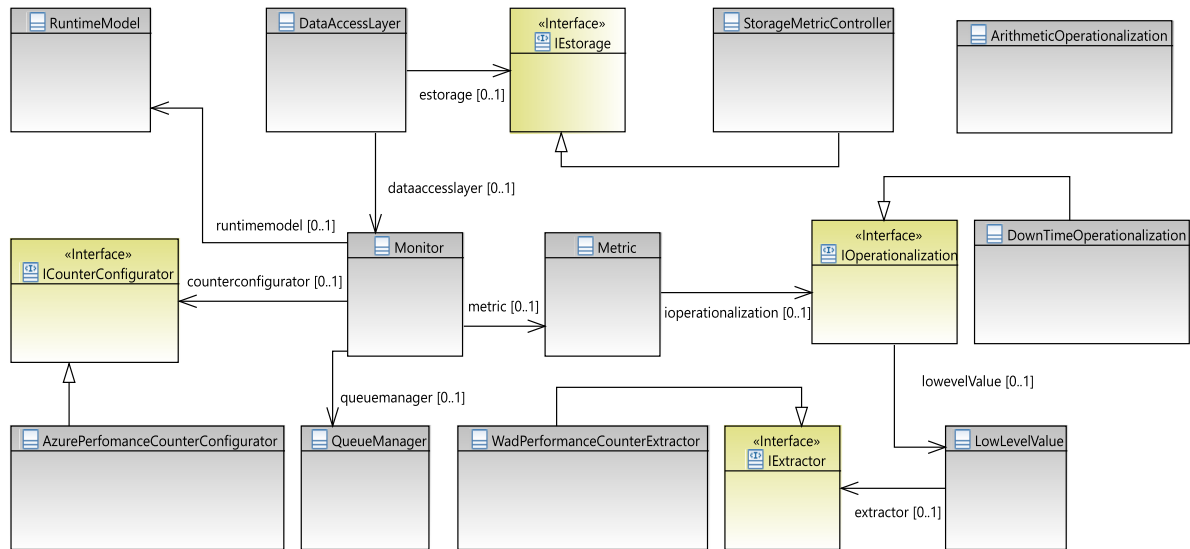 RuntimeModel
DataAccessLayer
«Interface»
IEstorage
StorageMetricController
ArithmeticOperationalization
estorage [0..1]
dataaccesslayer [0..1]
runtimemodel [0..1]
«Interface»
ICounterConfigurator
counterconfigurator [0..1]
Monitor
metric [0..1]
Metric
ioperationalization [0..1]
«Interface»
IOperationalization
DownTimeOperationalization
queuemanager [0..1]
lowevelValue [0..1]
AzurePerfomanceCounterConfigurator
QueueManager
WadPerformanceCounterExtractor
«Interface»
IExtractor
LowLevelValue
extractor [0..1]